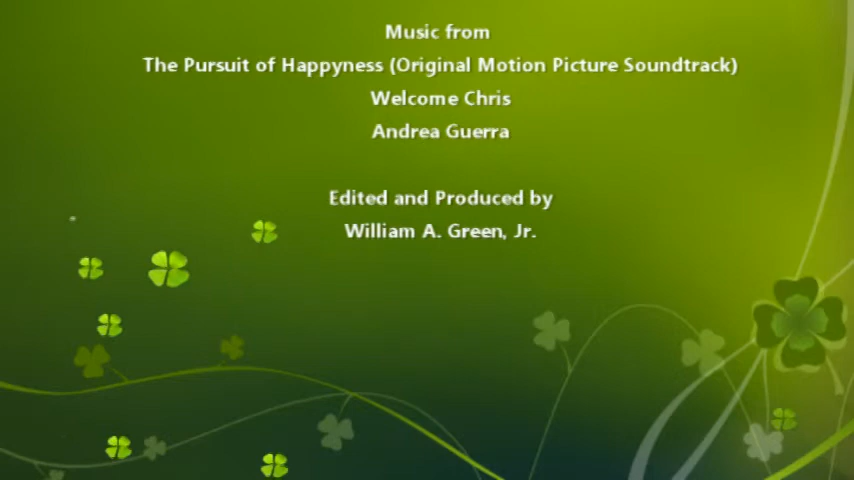 Music from
The Pursuit of Happyness (Original Motion Picture Soundtrack)
Welcome Chris
Andrea Guerra
Edited and Produced by
William A. Green, Jr.